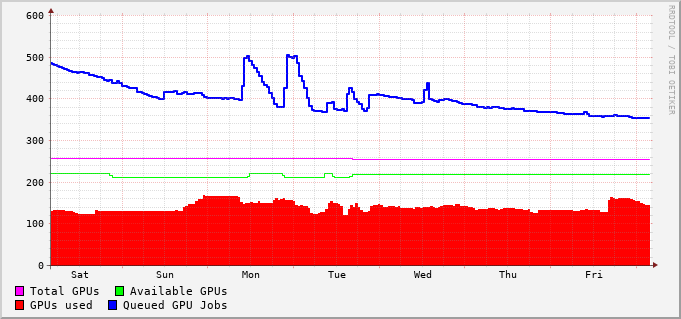 600
500
400
300
200
100
0
Sat Sun Mon Tue Wed Thu Fri
Total GPUs Available GPUs
GPUs used Queued GPU Jobs
RRDTOOL / TOBI OETIKER